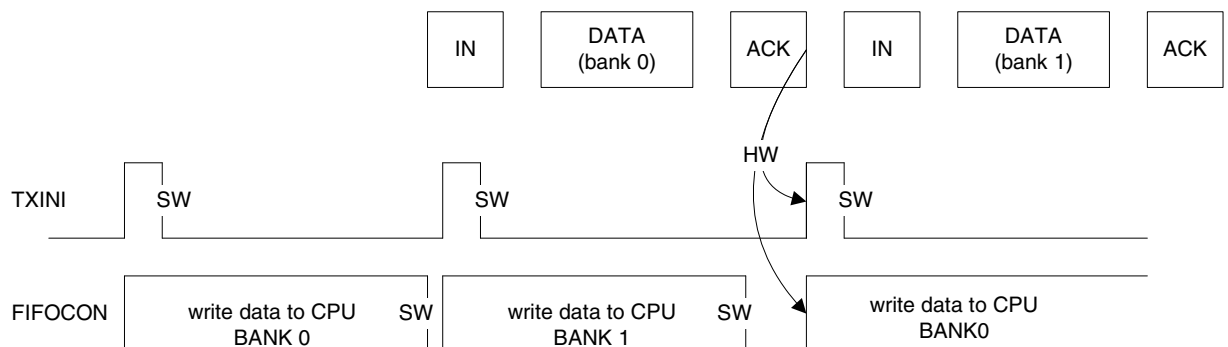 IN
DATA
(bank 0)
ACK
IN
DATA
(bank 1)
ACK
HW
TXINI
SW
SW
SW
FIFOCON
write data to CPU
BANK 0
SW
write data to CPU
BANK 1
SW
write data to CPU
BANK0